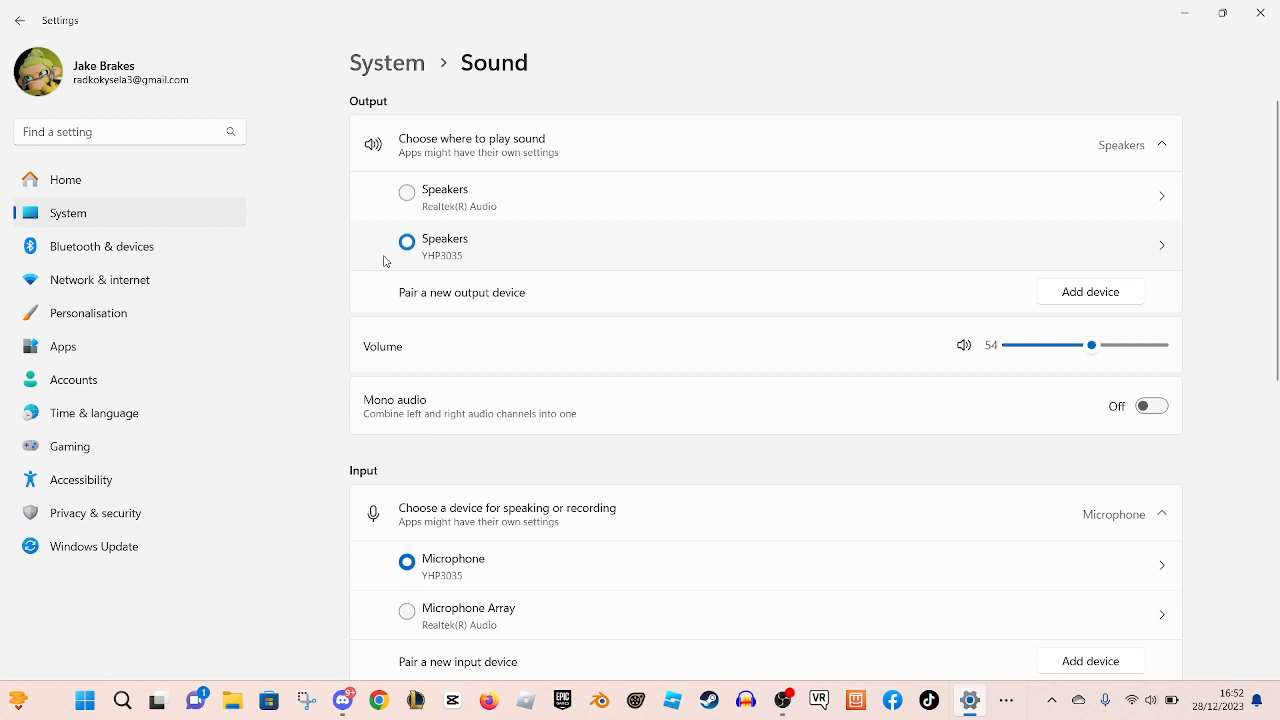 Settings
Jake Brakes
radkokysela3@gmail.com
Find a setting
Home
System
Bluetooth & devices
Network & internet
Personalisation
Apps
Accounts
Time & language
Gaming
Accessibility
Privacy & security
Windows Update
System > Sound
Output
Choose where to play sound
Apps might have their own settings
Speakers
Speakers
Realtek(R) Audio
Speakers
YHP3035
Pair a new output device
Add device
Volume
54
Mono audio
Combine left and right audio channels into one
Off
Input
Choose a device for speaking or recording
Apps might have their own settings
Microphone
Microphone
YHP3035
Microphone Array
Realtek(R) Audio
Pair a new input device
Add device
1
9+
EPIC
GAMES
VR
16:52
28/12/2023